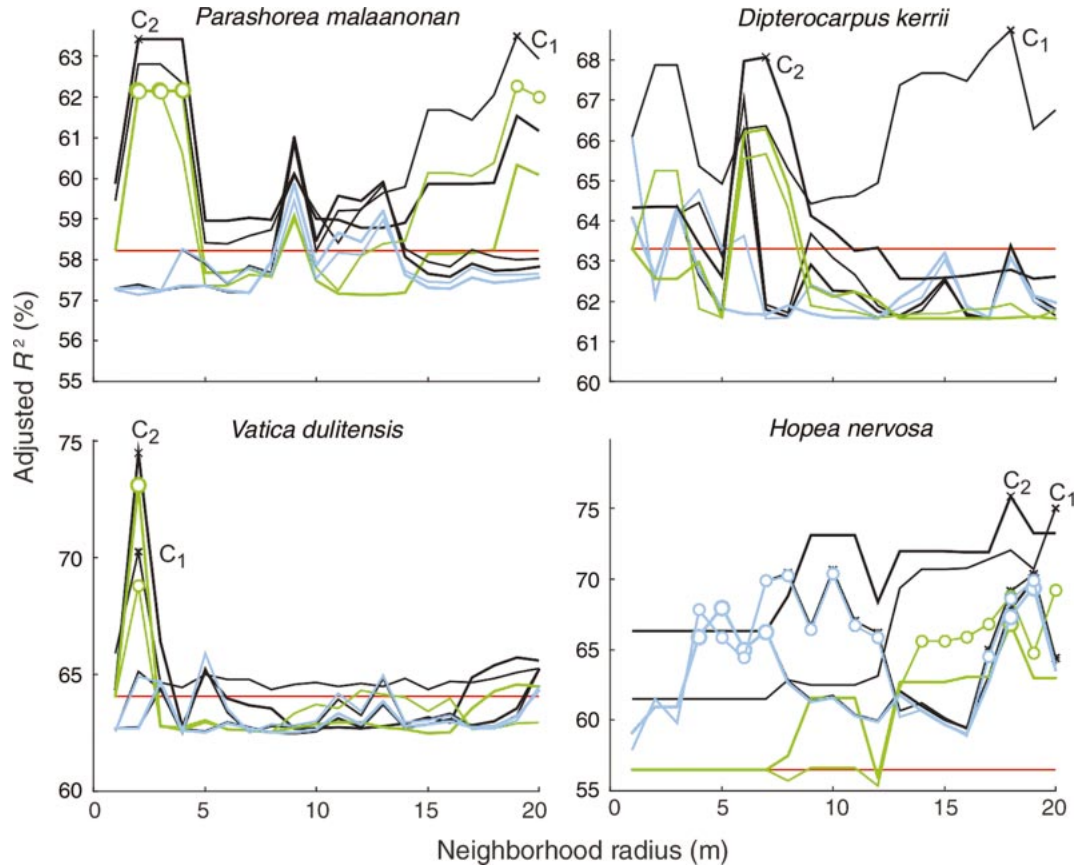 Parashorea malaanonan
Dipterocarpus kerrii
C2
C1
C2
C1
63
62
61
60
59
58
57
56
55
68
67
66
65
64
63
62
61
60
Vatica dulitensis
Hopea nervosa
C2
C1
C2
C1
75
70
65
60
75
70
65
60
55
0 5 10 15 20
0 5 10 15 20
Adjusted R² (%)
Neighborhood radius (m)